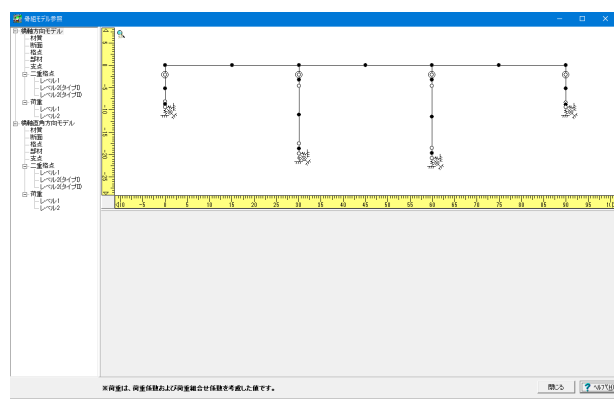 骨組モデル参照
橋軸方向モデル
材質
断面
格点
部材
支点
二重格点
レベル1
レベル2(タイプI)
レベル2(タイプII)
荷重
レベル1
レベル2
橋軸直角方向モデル
材質
断面
格点
部材
支点
二重格点
レベル1
レベル2(タイプI)
レベル2(タイプII)
荷重
レベル1
レベル2
-10 -5 0 5 10 15 20 25 30 35 40 45 50 55 60 65 70 75 80 85 90 95
※荷重は、荷重係数および荷重組合せ係数を考慮した値です。
閉じる
? ヘルプ(H)